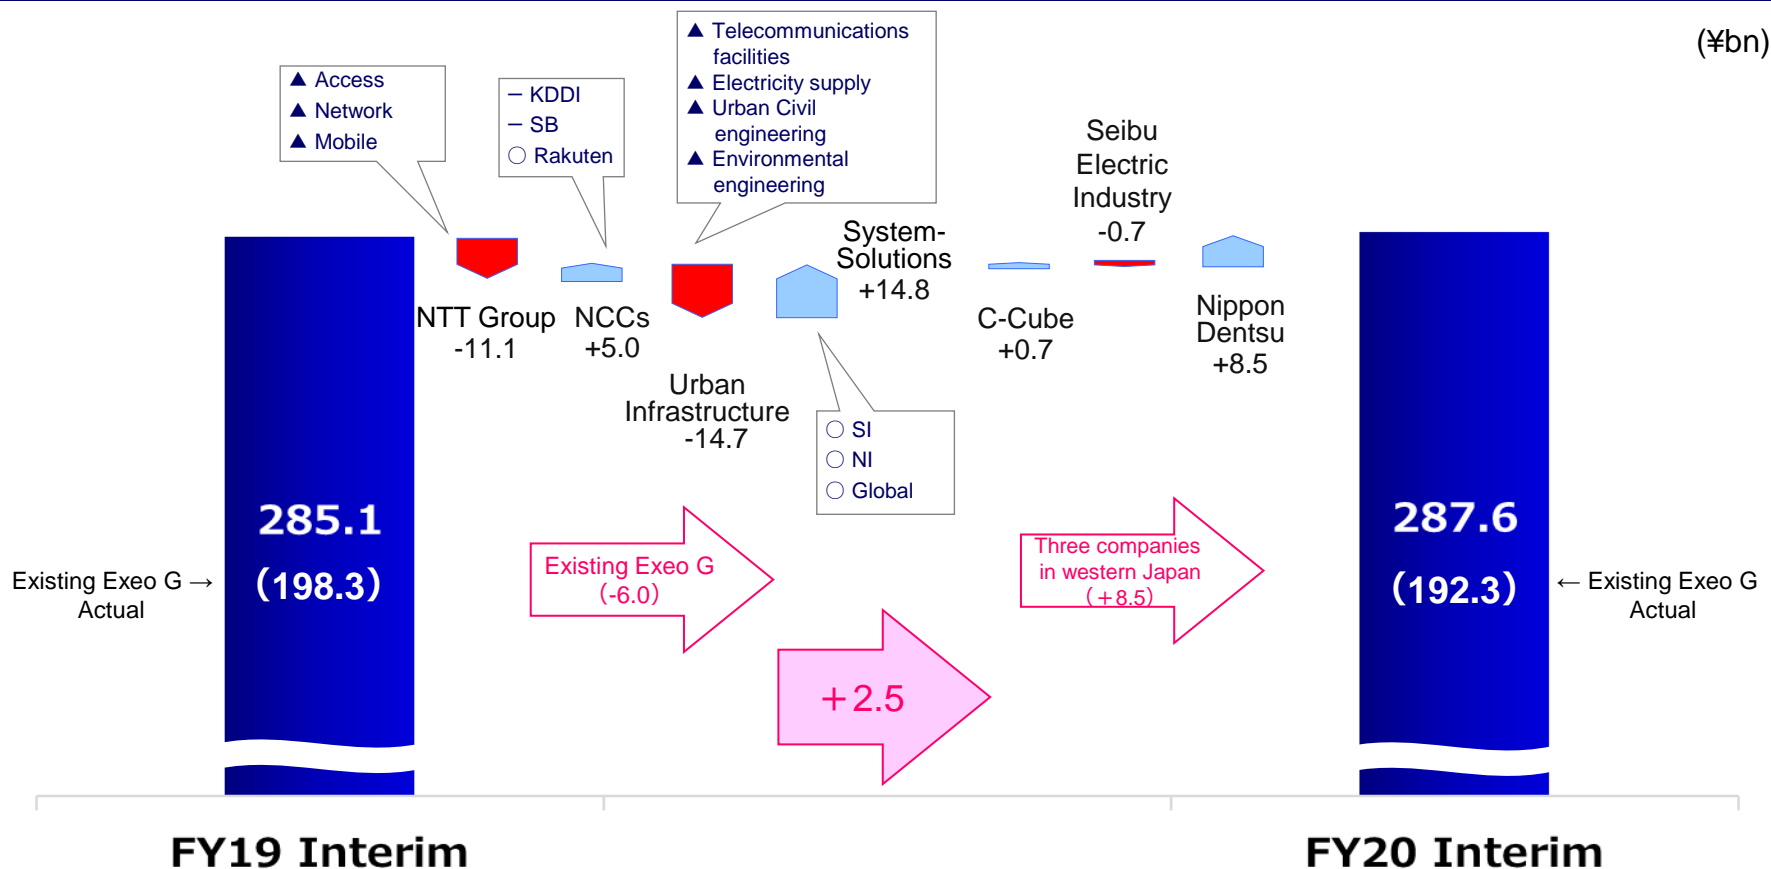 (¥bn)
▲ Access
▲ Network
▲ Mobile
− KDDI
− SB
○ Rakuten
▲ Telecommunications
facilities
▲ Electricity supply
▲ Urban Civil
engineering
▲ Environmental
engineering
NTT Group
-11.1
NCCs
+5.0
Urban
Infrastructure
-14.7
System-
Solutions
+14.8
○ SI
○ NI
○ Global
C-Cube
+0.7
Seibu
Electric
Industry
-0.7
Nippon
Dentsu
+8.5
285.1
(198.3)
Existing Exeo G →
Actual
Existing Exeo G
(-6.0)
+2.5
Three companies
in western Japan
(+8.5)
287.6
(192.3)
← Existing Exeo G
Actual
FY19 Interim
FY20 Interim